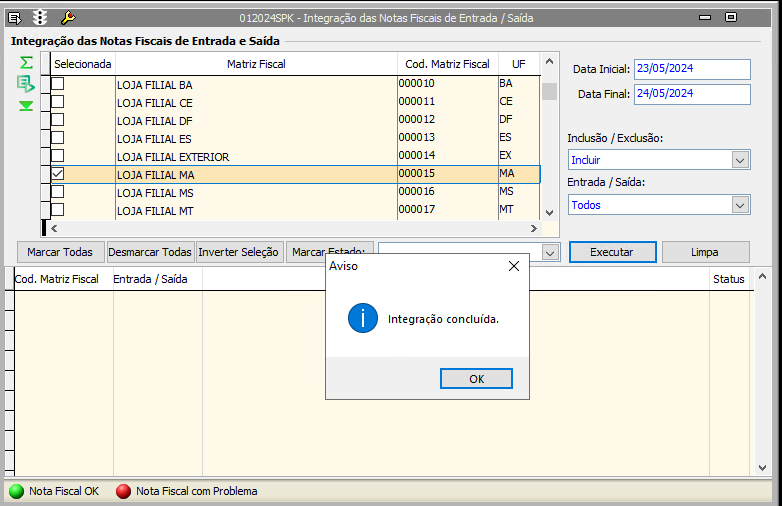 012024SPK - Integração das Notas Fiscais de Entrada / Saída
Integração das Notas Fiscais de Entrada e Saída
Selecionada Matriz Fiscal Cod. Matriz Fiscal UF
LOJA FILIAL BA 000010 BA
LOJA FILIAL CE 000011 CE
LOJA FILIAL DF 000012 DF
LOJA FILIAL ES 000013 ES
LOJA FILIAL EXTERIOR 000014 EX
LOJA FILIAL MA 000015 MA
LOJA FILIAL MS 000016 MS
LOJA FILIAL MT 000017 MT
Data Inicial: 23/05/2024
Data Final: 24/05/2024
Inclusão / Exclusão:
Incluir
Entrada / Saída:
Todos
Marcar Todas Desmarcar Todas Inverter Seleção Marcar Estado: Executar Limpa
Cod. Matriz Fiscal Entrada / Saída Status
Aviso
Integração concluída.
OK
Nota Fiscal OK Nota Fiscal com Problema